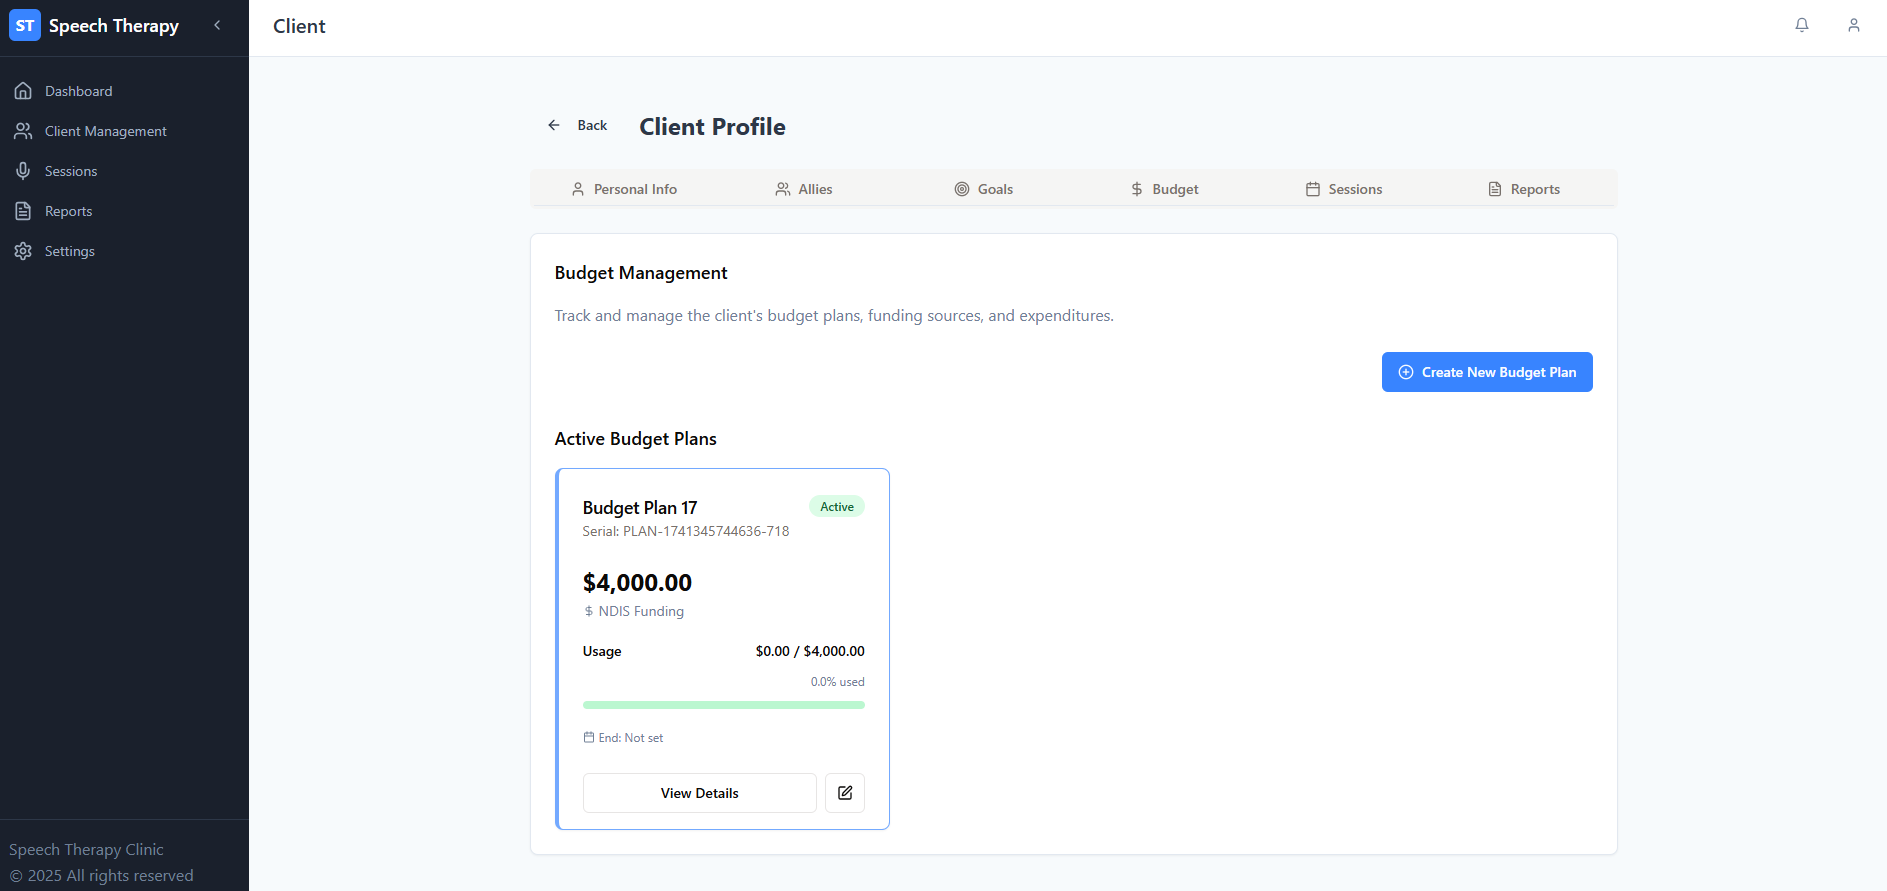 ST Speech Therapy
Dashboard
Client Management
Sessions
Reports
Settings
Speech Therapy Clinic
© 2025 All rights reserved
Client
Back
Client Profile
Personal Info
Allies
Goals
Budget
Sessions
Reports
Budget Management
Track and manage the client's budget plans, funding sources, and expenditures.
Create New Budget Plan
Active Budget Plans
Budget Plan 17
Active
Serial: PLAN-1741345744636-718
$4,000.00
$ NDIS Funding
Usage
$0.00 / $4,000.00
0.0% used
End: Not set
View Details